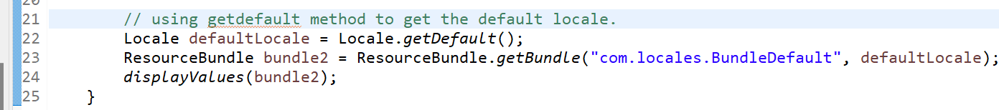 21 // using getdefault method to get the default locale.
22 Locale defaultLocale = Locale.getDefault();
23 ResourceBundle bundle2 = ResourceBundle.getBundle("com.locales.BundleDefault", defaultLocale);
24 displayValues(bundle2);
25 }